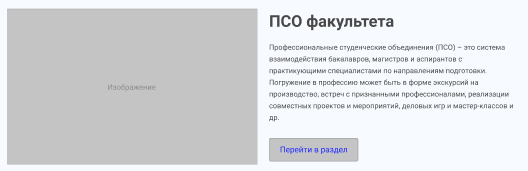 ПСО факультета
Профессиональные студенческие объединения (ПСО) – это система
взаимодействия бакалавров, магистров и аспирантов с
практикующими специалистами по направлениям подготовки.
Погружение в профессию может быть в форме экскурсий на
производство, встреч с признанными профессионалами, реализации
совместных проектов и мероприятий, деловых игр и мастер-классов и
др.
Изображение
Перейти в раздел